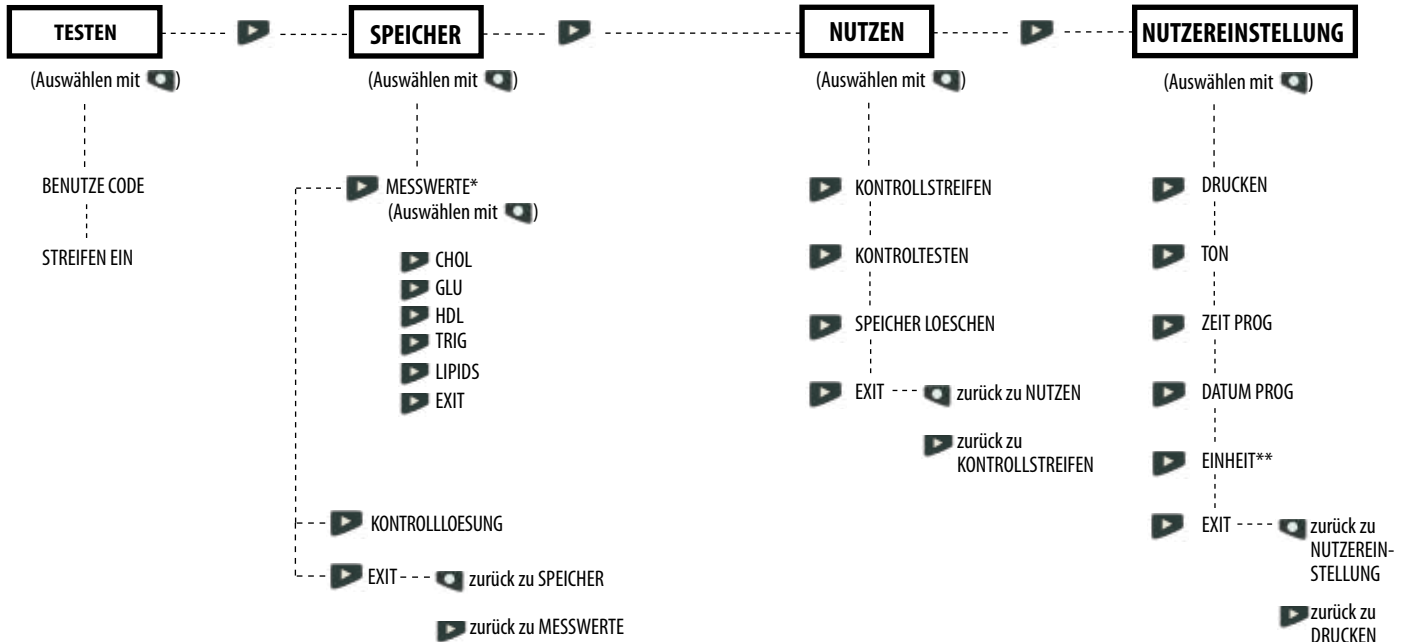 TESTEN
SPEICHER
NUTZEN
NUTZEREINSTELLUNG
(Auswählen mit )
(Auswählen mit )
(Auswählen mit )
(Auswählen mit )
BENUTZE CODE
STREIFEN EIN
MESSWERTE*
(Auswählen mit )
CHOL
GLU
HDL
TRIG
LIPIDS
EXIT
KONTROLLLOESUNG
EXIT
zurück zu SPEICHER
zurück zu MESSWERTE
KONTROLLSTREIFEN
KONTROLTESTEN
SPEICHER LOESCHEN
EXIT
zurück zu NUTZEN
zurück zu
KONTROLLSTREIFEN
DRUCKEN
TON
ZEIT PROG
DATUM PROG
EINHEIT**
EXIT
zurück zu
NUTZEREIN-
STELLUNG
zurück zu
DRUCKEN